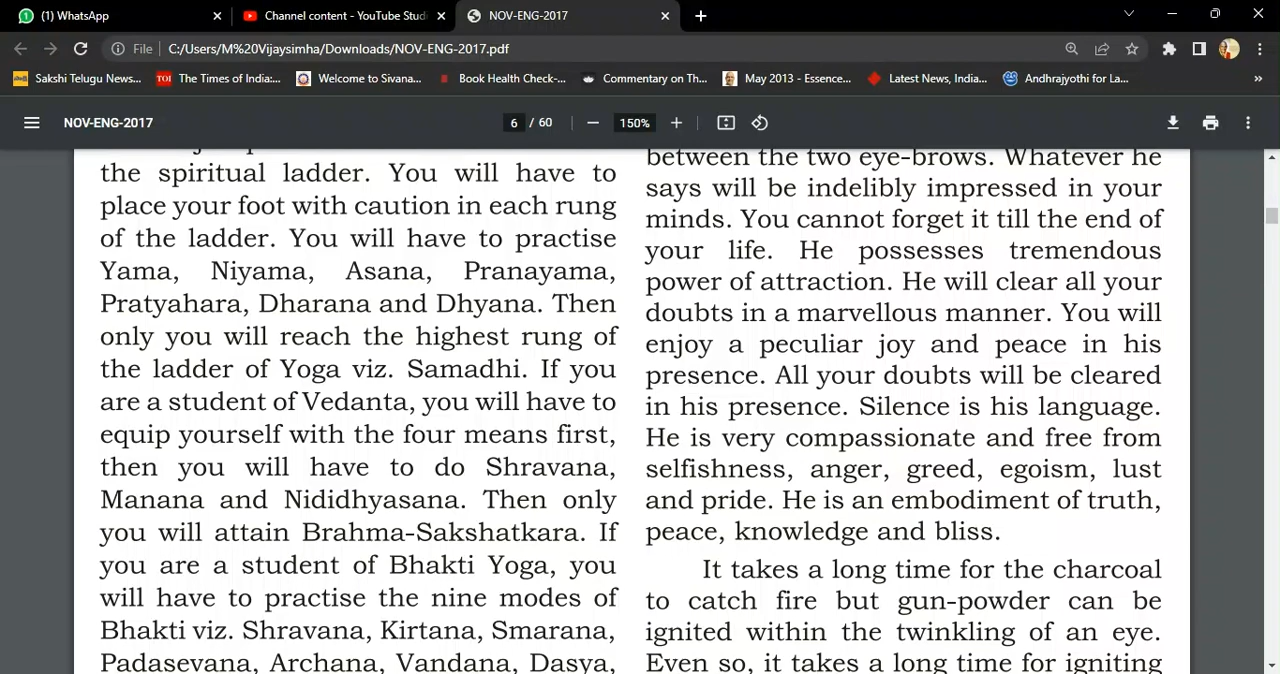 (1) WhatsApp
Channel content - YouTube Stud
NOV-ENG-2017
File
C:/Users/M%20Vijaysimha/Downloads/NOV-ENG-2017.pdf
Sakshi Telugu News...
The Times of India:...
Welcome to Sivana...
Book Health Check-...
Commentary on Th...
May 2013 - Essence...
Latest News, India...
Andhrajyothi for La...
NOV-ENG-2017
6 / 60
150%
the spiritual ladder. You will have to
place your foot with caution in each rung
of the ladder. You will have to practise
Yama, Niyama, Asana, Pranayama,
Pratyahara, Dharana and Dhyana. Then
only you will reach the highest rung of
the ladder of Yoga viz. Samadhi. If you
are a student of Vedanta, you will have to
equip yourself with the four means first,
then you will have to do Shravana,
Manana and Nididhyasana. Then only
you will attain Brahma-Sakshatkara. If
you are a student of Bhakti Yoga, you
will have to practise the nine modes of
Bhakti viz. Shravana, Kirtana, Smarana,
Padasevana, Archana, Vandana, Dasya,
between the two eye-brows. Whatever he
says will be indelibly impressed in your
minds. You cannot forget it till the end of
your life. He possesses tremendous
power of attraction. He will clear all your
doubts in a marvellous manner. You will
enjoy a peculiar joy and peace in his
presence. All your doubts will be cleared
in his presence. Silence is his language.
He is very compassionate and free from
selfishness, anger, greed, egoism, lust
and pride. He is an embodiment of truth,
peace, knowledge and bliss.
It takes a long time for the charcoal
to catch fire but gun-powder can be
ignited within the twinkling of an eye.
Even so, it takes a long time for igniting